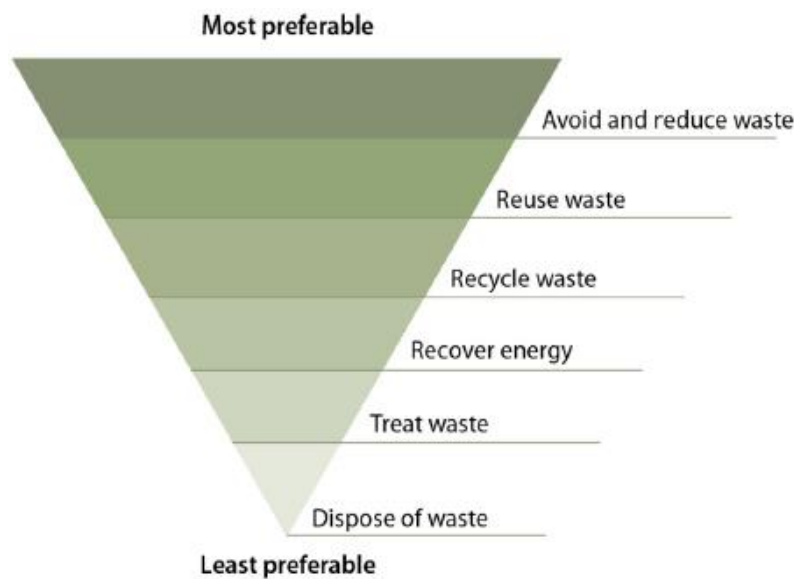 Most preferable
Avoid and reduce waste
Reuse waste
Recycle waste
Recover energy
Treat waste
Dispose of waste
Least preferable